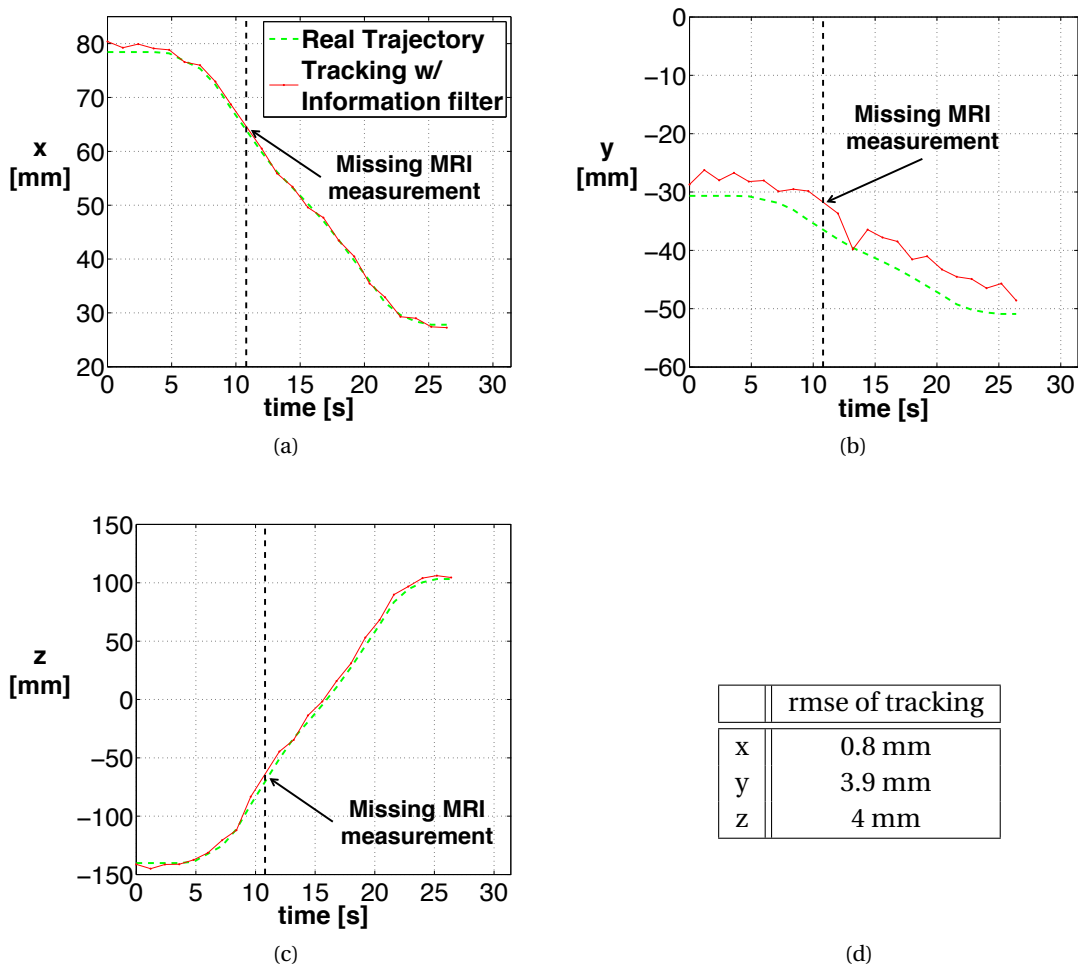 80
70
60
50
40
30
20
x
[mm]
Real Trajectory
Tracking w/
Information filter
Missing MRI
measurement
0 5 10 15 20 25 30
time [s]
(a)
0
−10
−20
−30
−40
−50
−60
y
[mm]
Missing MRI
measurement
0 5 10 15 20 25 30
time [s]
(b)
150
100
50
0
−50
−100
−150
z
[mm]
Missing MRI
measurement
0 5 10 15 20 25 30
time [s]
(c)
rmse of tracking
x 0.8 mm
y 3.9 mm
z 4 mm
(d)